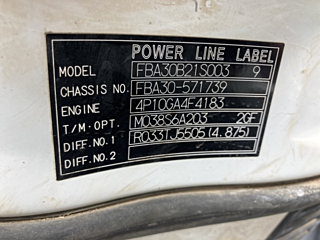 POWER LINE LABEL
MODEL FBA30B21S003 9
CHASSIS NO. FBA30-571739
ENGINE 4P10GA4F4183
T/M・OPT. M038S6A203 2GF
DIFF.NO.1 R033TJ5505(4.875)
DIFF.NO.2